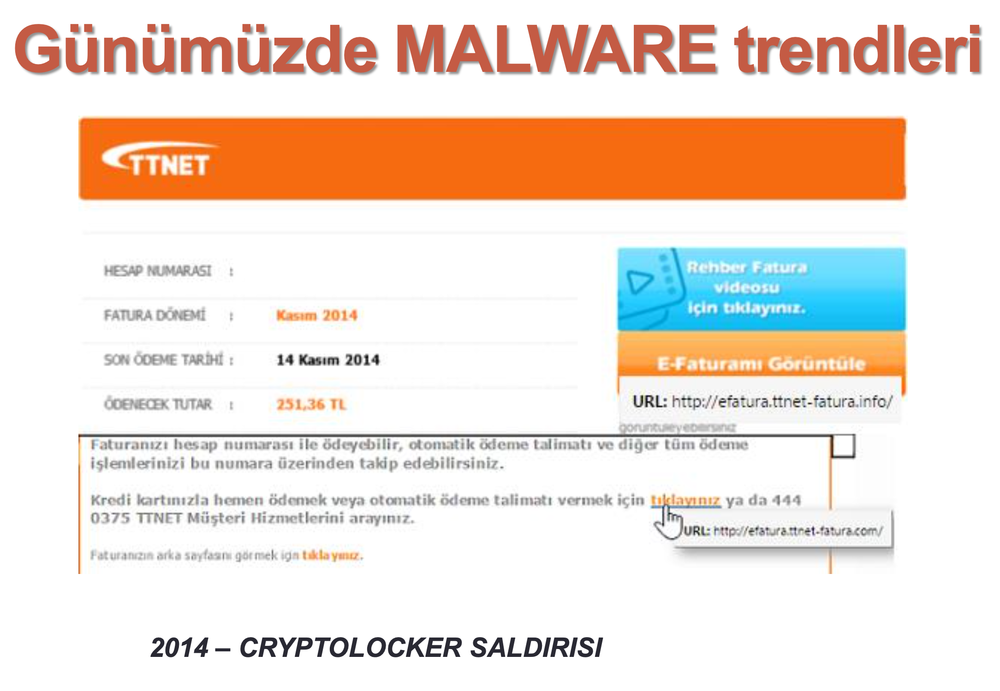 Günümüzde MALWARE trendleri
TTNET
HESAP NUMARASI :
FATURA DÖNEMİ : Kasım 2014
SON ÖDEME TARİHİ : 14 Kasım 2014
ÖDENECEK TUTAR : 251,36 TL
Rehber Fatura
videosu
için tıklayınız.
E-Faturamı Görüntüle
URL: http://efatura.ttnet-fatura.info/
görüntüleyebilirsiniz
Faturanızı hesap numarası ile ödeyebilir, otomatik ödeme talimatı ve diğer tüm ödeme
işlemlerinizi bu numara üzerinden takip edebilirsiniz.
Kredi kartınızla hemen ödemek veya otomatik ödeme talimatı vermek için tıklayınız ya da 444
0375 TTNET Müşteri Hizmetlerini arayınız.
URL: http://efatura.ttnet-fatura.com/
Faturanızın arka sayfasını görmek için tıklayınız.
2014 – CRYPTOLOCKER SALDIRISI